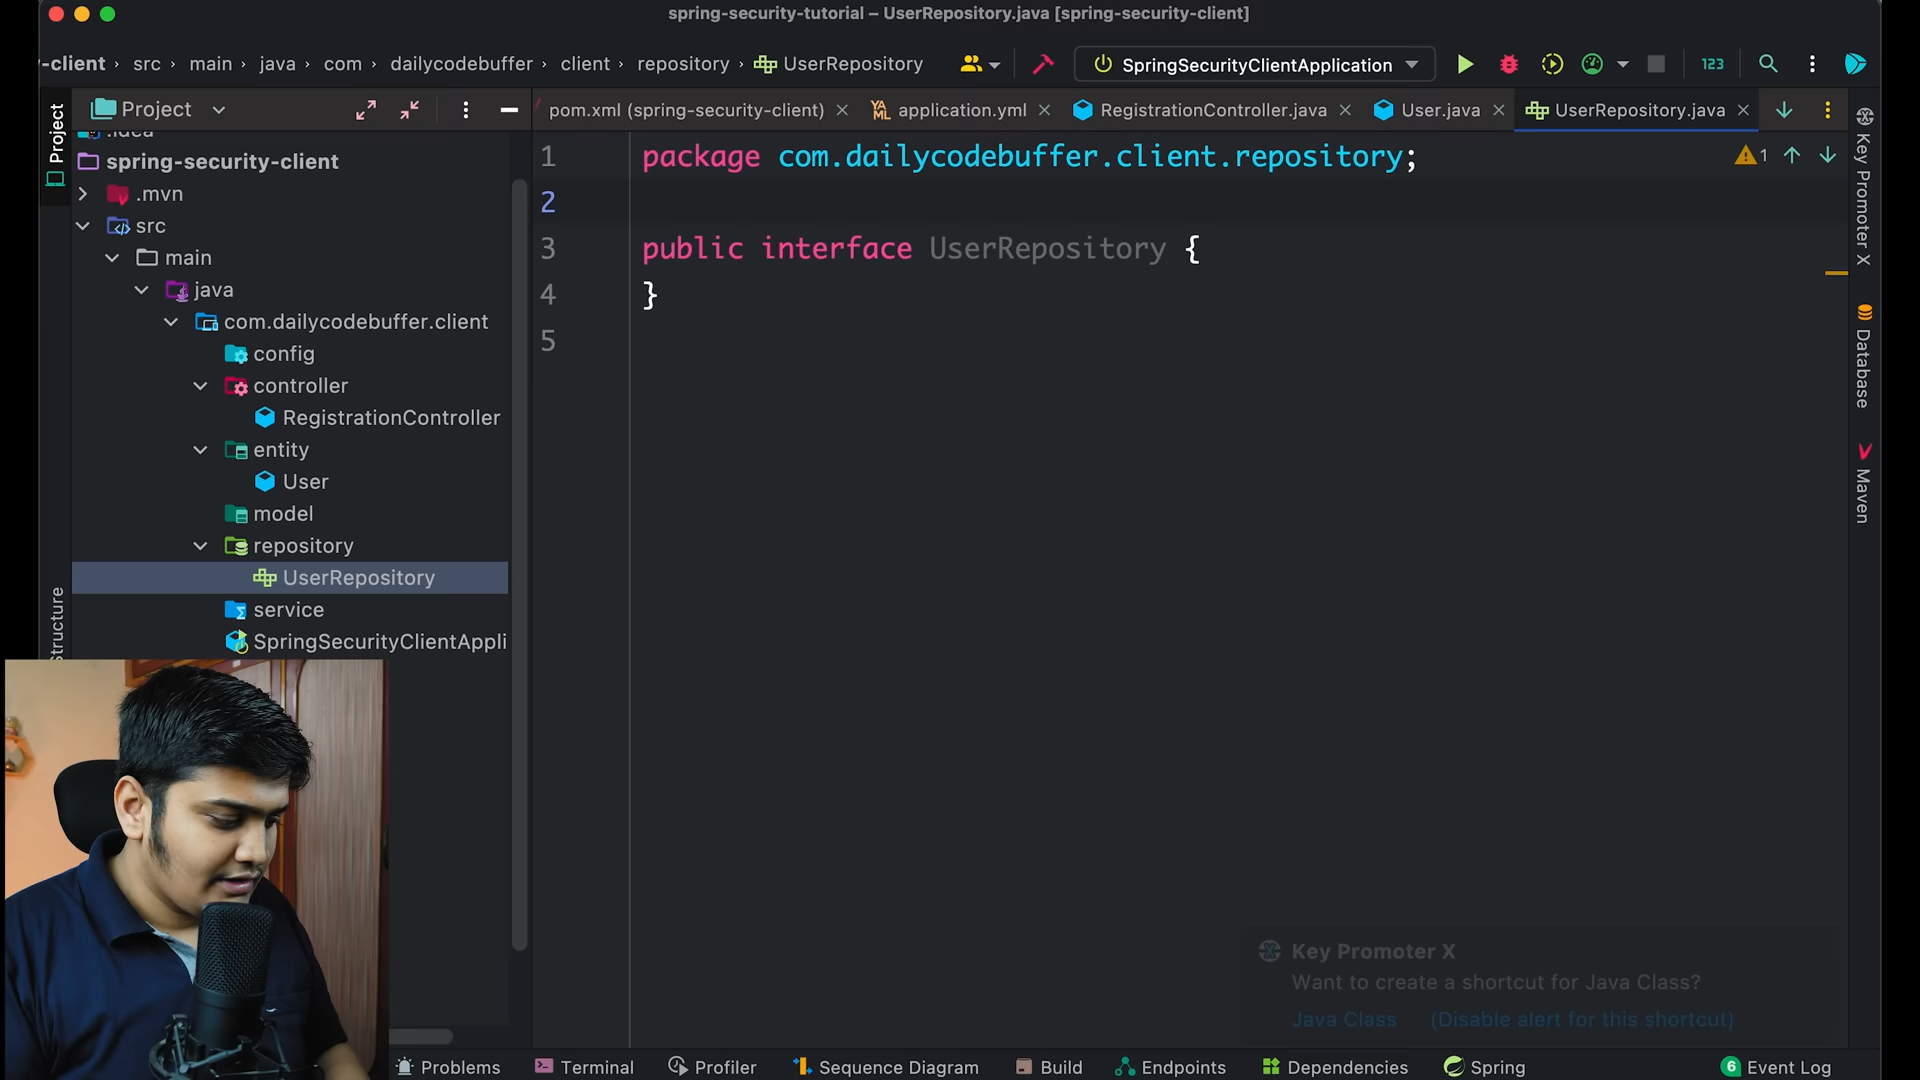 spring-security-tutorial – UserRepository.java [spring-security-client]
-client › src › main › java › com › dailycodebuffer › client › repository › UserRepository
SpringSecurityClientApplication
123
Project
pom.xml (spring-security-client)
application.yml
RegistrationController.java
User.java
UserRepository.java
Project
.idea
spring-security-client
.mvn
src
main
java
com.dailycodebuffer.client
config
controller
RegistrationController
entity
User
model
repository
UserRepository
service
SpringSecurityClientAppli
Structure
1 package com.dailycodebuffer.client.repository;
2
3 public interface UserRepository {
4 }
5
1
Key Promoter X
Database
Maven
Key Promoter X
Want to create a shortcut for Java Class?
Java Class (Disable alert for this shortcut)
Problems
Terminal
Profiler
Sequence Diagram
Build
Endpoints
Dependencies
Spring
6 Event Log